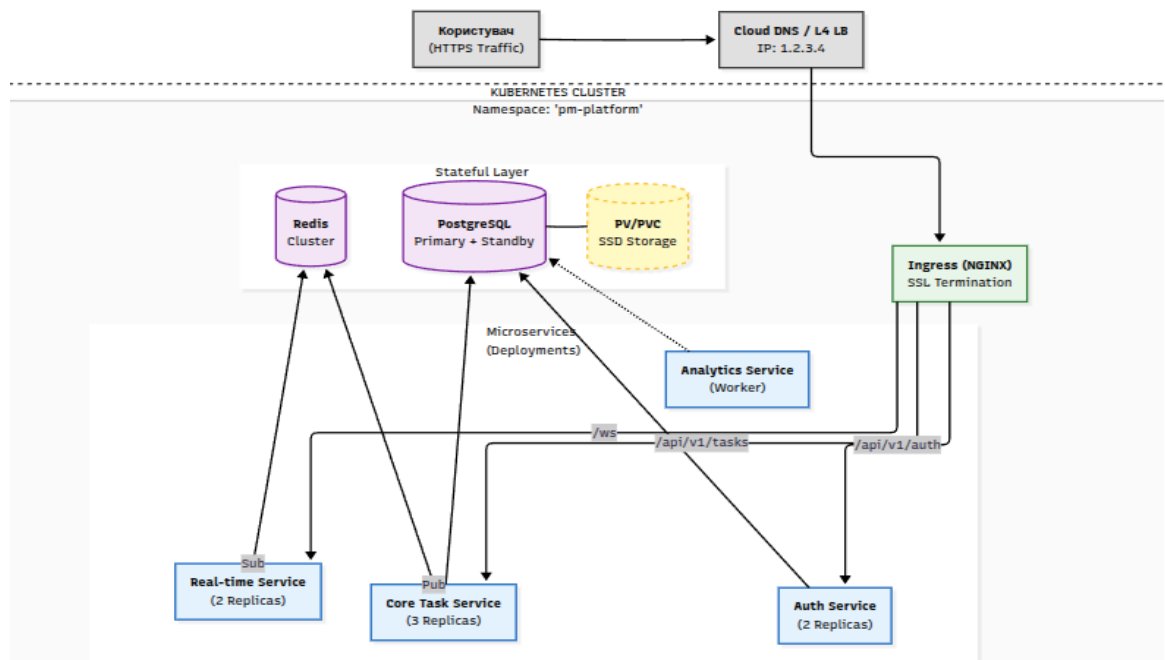 Користувач
(HTTPS Traffic)
Cloud DNS / L4 LB
IP: 1.2.3.4
KUBERNETES CLUSTER
Namespace: 'pm-platform'
Stateful Layer
Redis
Cluster
PostgreSQL
Primary + Standby
PV/PVC
SSD Storage
Ingress (NGINX)
SSL Termination
Microservices
(Deployments)
Analytics Service
(Worker)
/ws
/api/v1/tasks
/api/v1/auth
Sub
Real-time Service
(2 Replicas)
Pub
Core Task Service
(3 Replicas)
Auth Service
(2 Replicas)